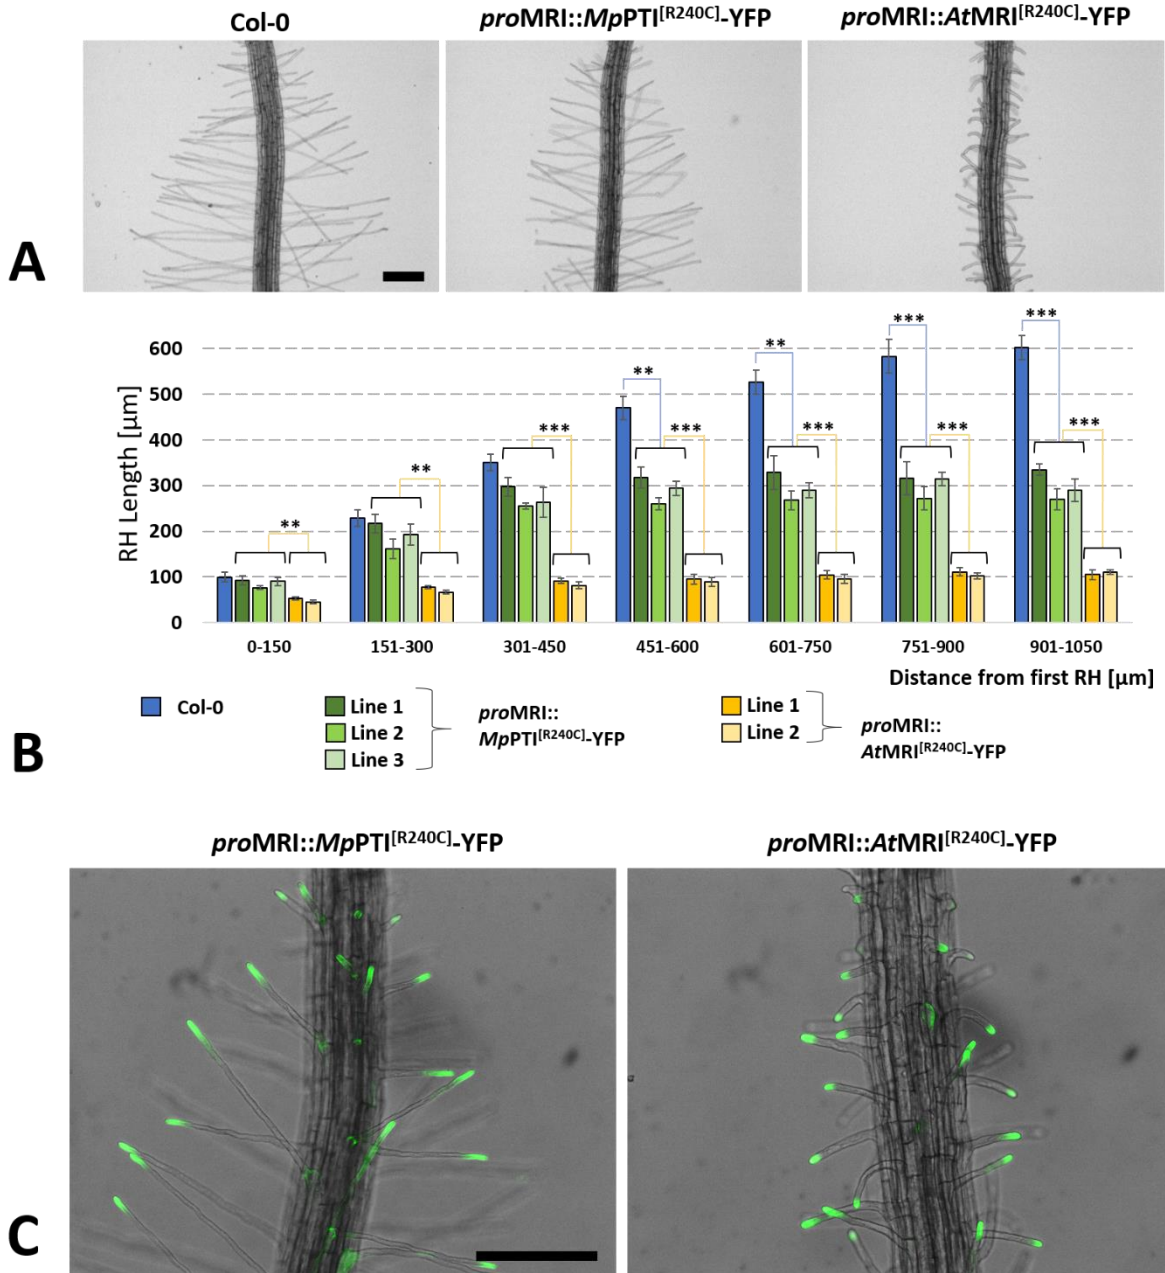 Col-0
proMRI::MpPTI[R240C]-YFP
proMRI::AtMRI[R240C]-YFP
A
RH Length [µm]
600
500
400
300
200
100
0
**
**
***
**
***
**
***
***
***
***
***
0-150
151-300
301-450
451-600
601-750
751-900
901-1050
Distance from first RH [µm]
Col-0
Line 1
Line 2
Line 3
proMRI::
MpPTI[R240C]-YFP
Line 1
Line 2
proMRI::
AtMRI[R240C]-YFP
B
proMRI::MpPTI[R240C]-YFP
proMRI::AtMRI[R240C]-YFP
C